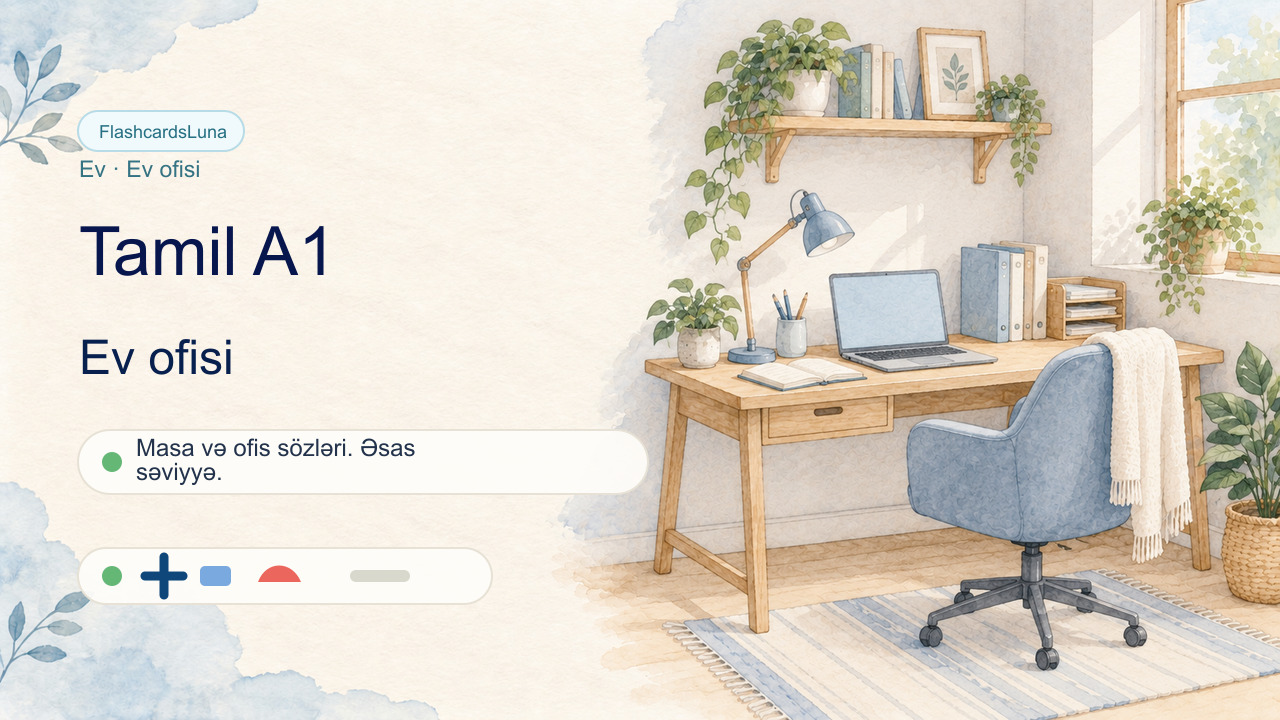 FlashcardsLuna
Ev · Ev ofisi
Tamil A1
Ev ofisi
Masa və ofis sözləri. Əsas
səviyyə.